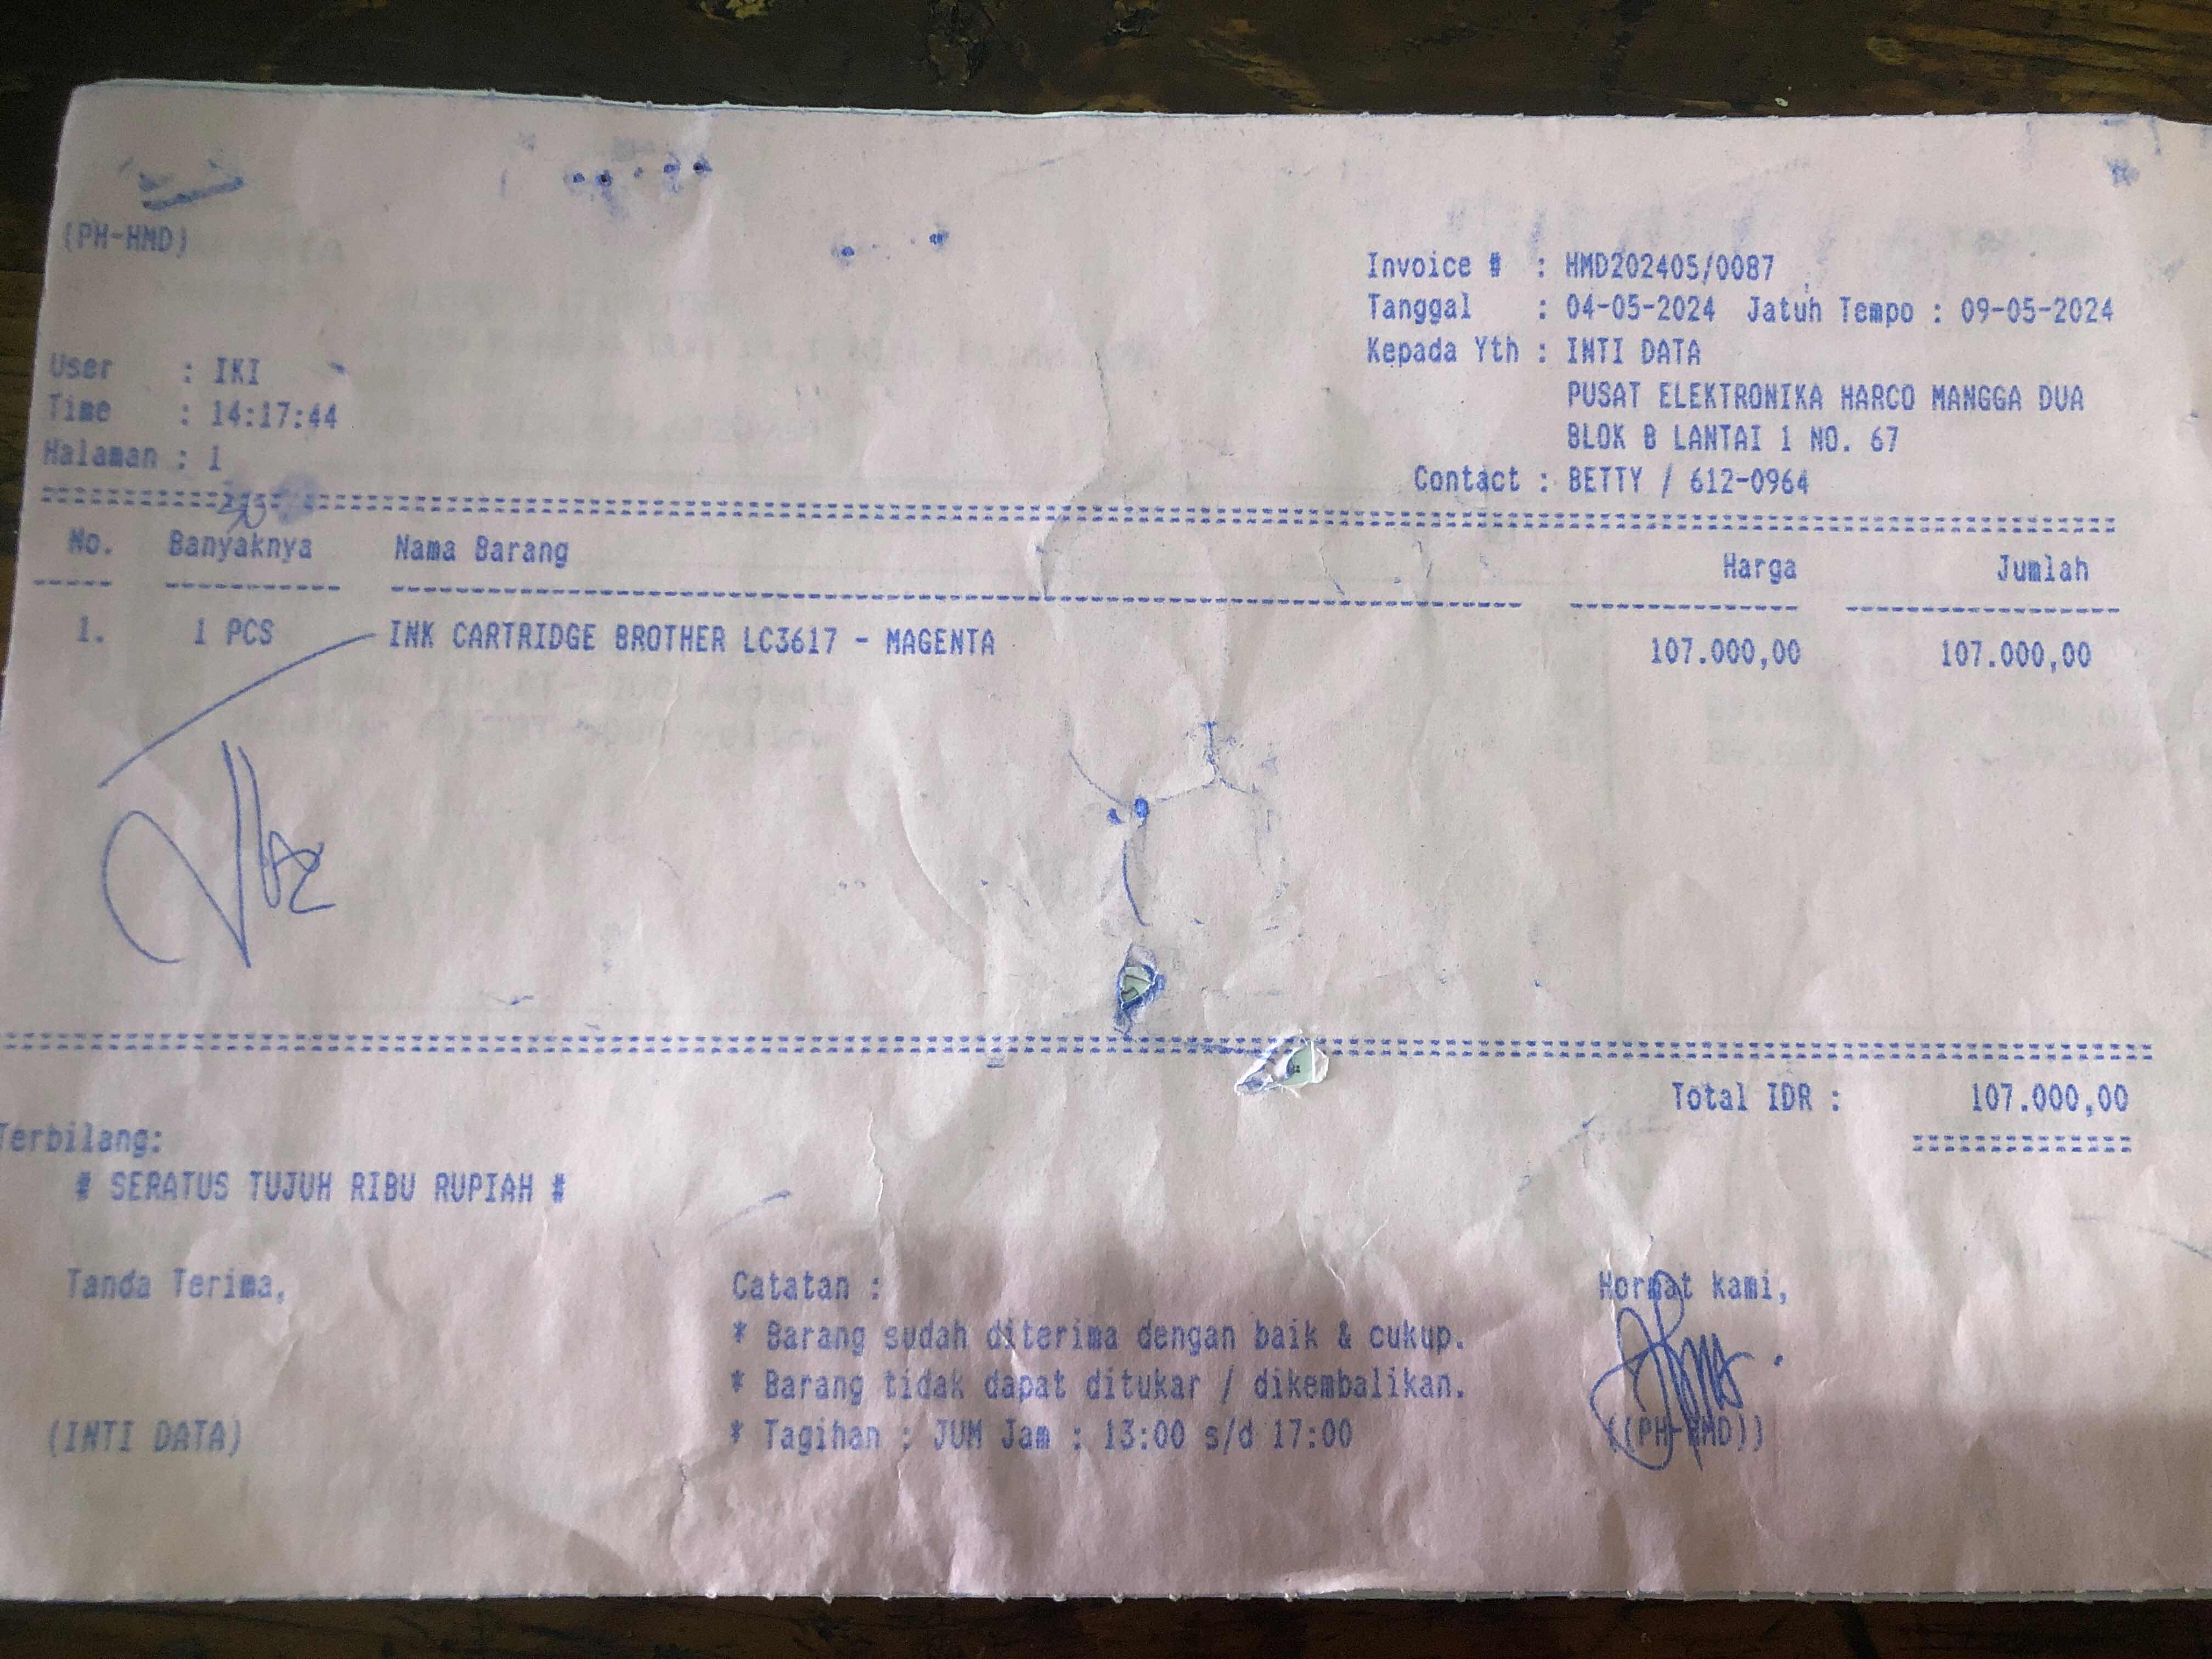 (PH-HMD)
Invoice # : HMD202405/0087
Tanggal : 04-05-2024 Jatuh Tempo : 09-05-2024
Kepada Yth : INTI DATA
PUSAT ELEKTRONIKA HARCO MANGGA DUA
BLOK B LANTAI 1 NO. 67
Contact : BETTY / 612-0964
User : IKI
Time : 14:17:44
Halaman : 1
No. Banyaknya Nama Barang Harga Jumlah
1. 1 PCS INK CARTRIDGE BROTHER LC3617 - MAGENTA 107.000,00 107.000,00
Total IDR : 107.000,00
Terbilang:
# SERATUS TUJUH RIBU RUPIAH #
Tanda Terima,
(INTI DATA)
Catatan :
* Barang sudah diterima dengan baik & cukup.
* Barang tidak dapat ditukar / dikembalikan.
* Tagihan : JUM Jam : 13:00 s/d 17:00
Hormat kami,
((PH-HMD))